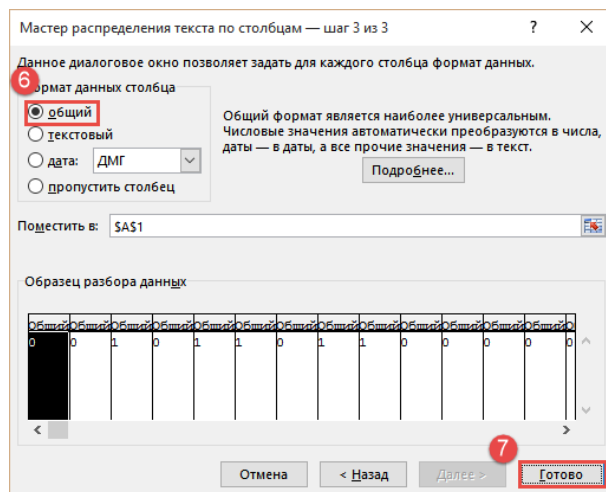 Мастер распределения текста по столбцам — шаг 3 из 3 ? ×
Данное диалоговое окно позволяет задать для каждого столбца формат данных.
6
Формат данных столбца
общий
текстовый
дата: ДМГ
пропустить столбец
Общий формат является наиболее универсальным.
Числовые значения автоматически преобразуются в числа,
даты — в даты, а все прочие значения — в текст.
Подробнее...
Поместить в: $A$1
Образец разбора данных
Общий Общий Общий Общий Общий Общий Общий Общий Общий Общий Общий Общий Общий О
0 0 1 0 1 1 0 1 1 0 0 0 0 0
7
Отмена < Назад Далее > Готово